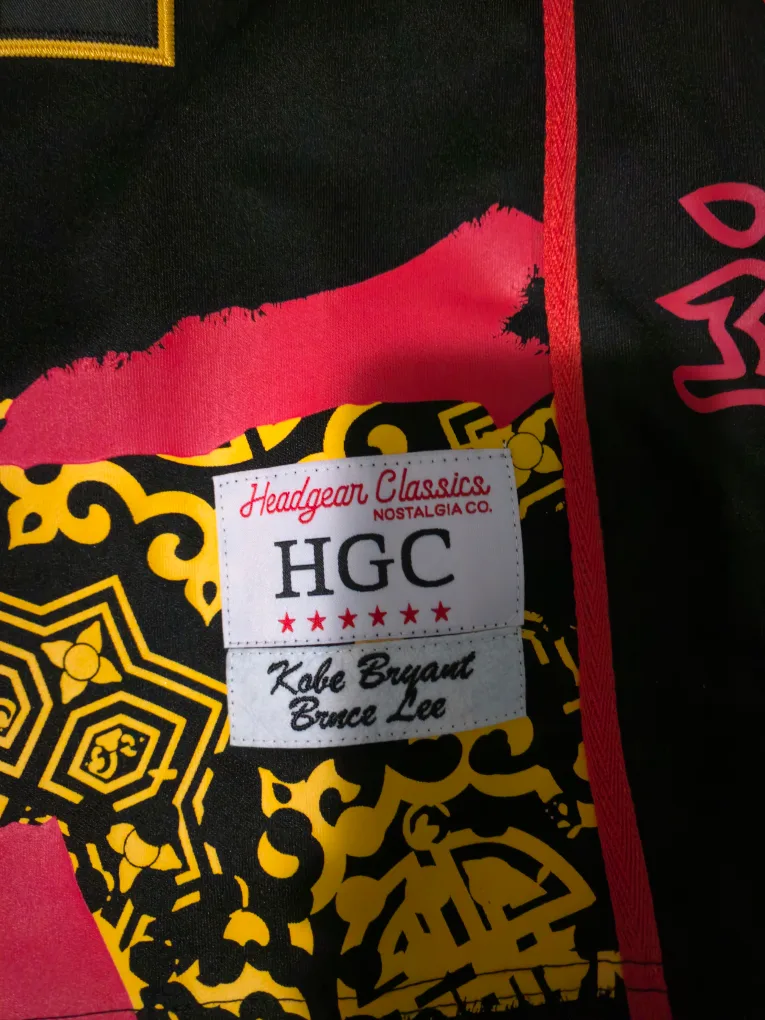 Headgear Classics
NOSTALGIA CO.
HGC
Kobe Bryant
Brnce Lee